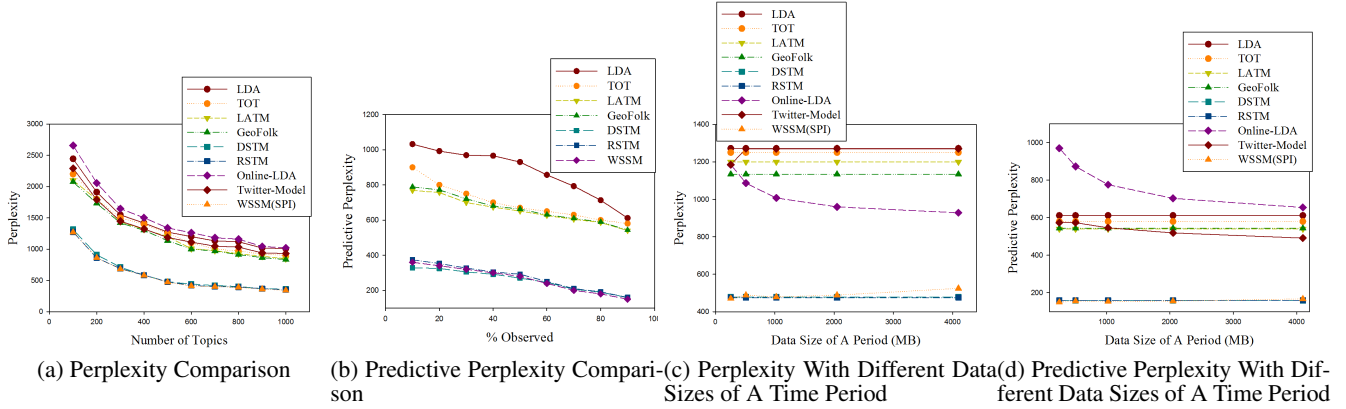 LDA
TOT
LATM
GeoFolk
DSTM
RSTM
Online-LDA
Twitter-Model
WSSM(SPI)
3000
2500
2000
1500
1000
500
0
Perplexity
200 400 600 800 1000
Number of Topics
(a) Perplexity Comparison
LDA
TOT
LATM
GeoFolk
DSTM
RSTM
WSSM
1200
1000
800
600
400
200
Predictive Perplexity
0 20 40 60 80 100
% Observed
(b) Predictive Perplexity Compari-
son
LDA
TOT
LATM
GeoFolk
DSTM
RSTM
Online-LDA
Twitter-Model
WSSM(SPI)
1400
1200
1000
800
600
400
Perplexity
0 1000 2000 3000 4000
Data Size of A Period (MB)
(c) Perplexity With Different Data
Sizes of A Time Period
LDA
TOT
LATM
GeoFolk
DSTM
RSTM
Online-LDA
Twitter-Model
WSSM(SPI)
1000
800
600
400
200
Predictive Perplexity
0 1000 2000 3000 4000
Data Size of A Period (MB)
(d) Predictive Perplexity With Dif-
ferent Data Sizes of A Time Period